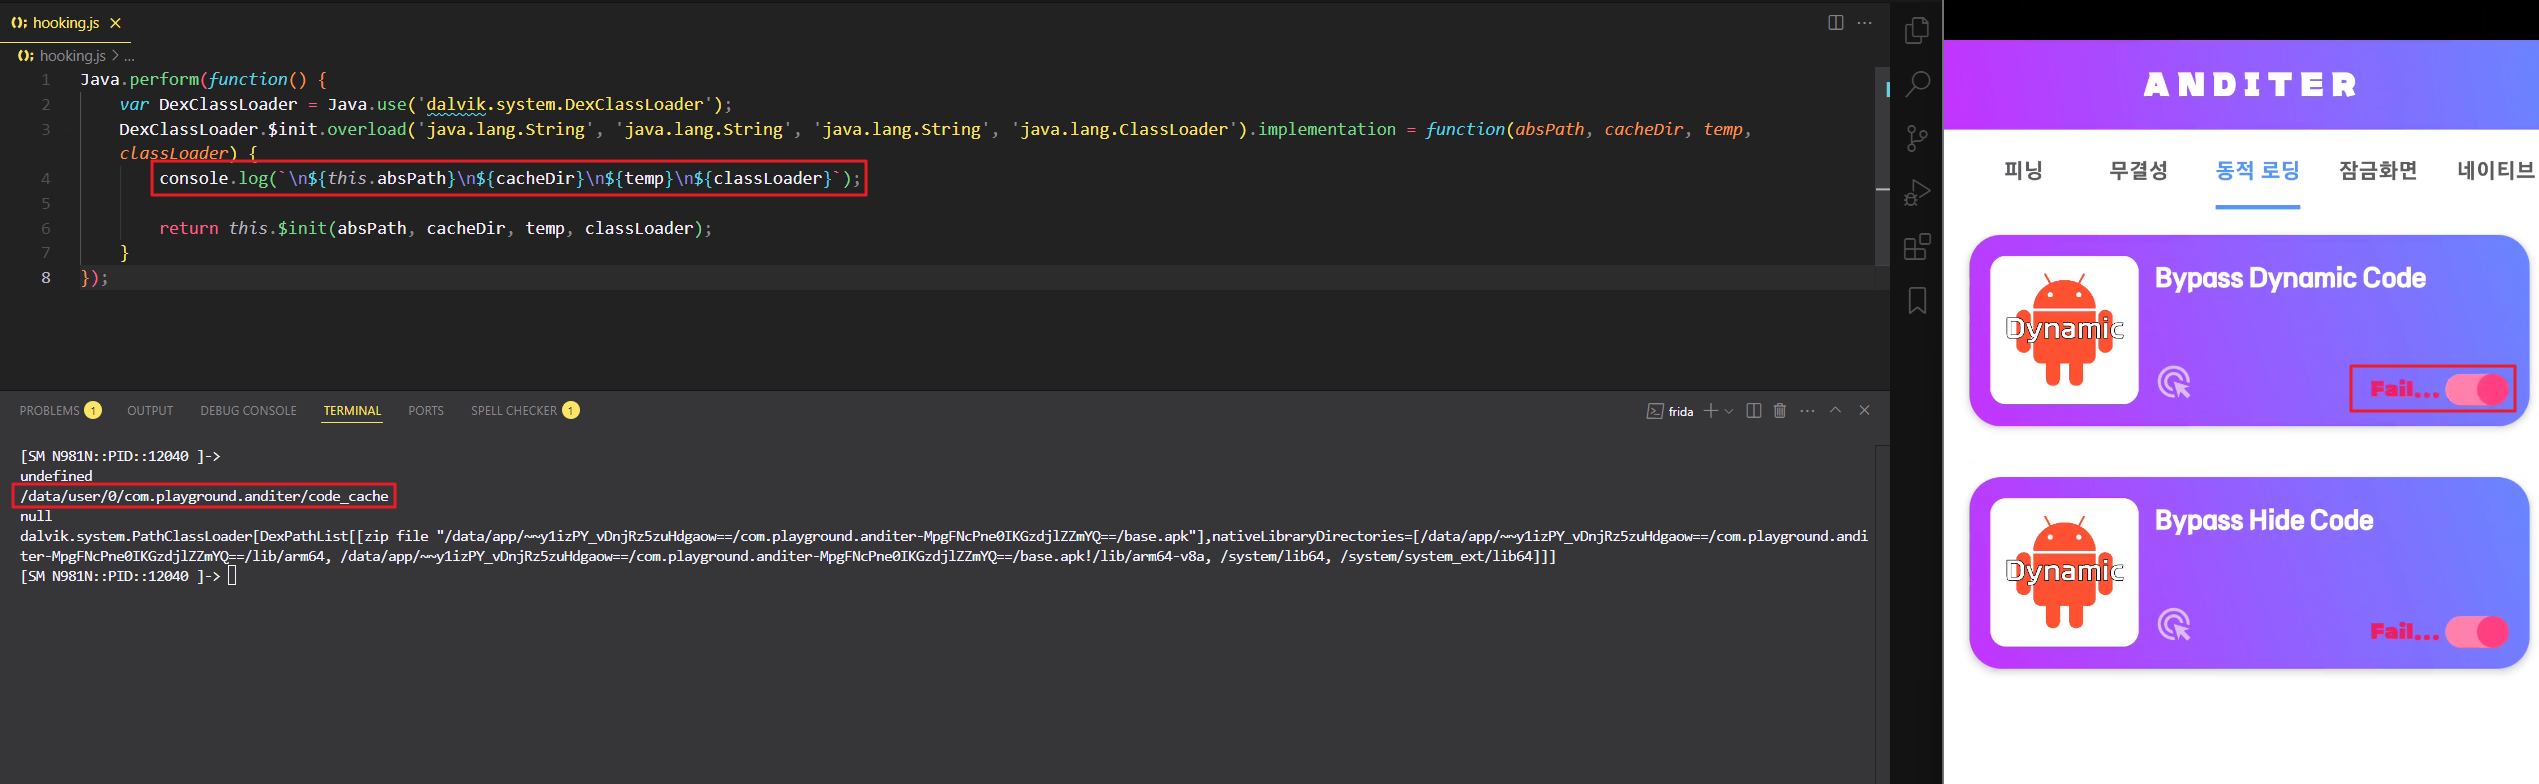 hooking.js
hooking.js > ...
1 Java.perform(function() {
2 var DexClassLoader = Java.use('dalvik.system.DexClassLoader');
3 DexClassLoader.$init.overload('java.lang.String', 'java.lang.String', 'java.lang.String', 'java.lang.ClassLoader').implementation = function(absPath, cacheDir, temp,
classLoader) {
4 console.log(`\n${this.absPath}\n${cacheDir}\n${temp}\n${classLoader}`);
5
6 return this.$init(absPath, cacheDir, temp, classLoader);
7 }
8 });
PROBLEMS 1 OUTPUT DEBUG CONSOLE TERMINAL PORTS SPELL CHECKER 1
frida
[SM N981N::PID::12040 ]->
undefined
/data/user/0/com.playground.anditer/code_cache
null
dalvik.system.PathClassLoader[DexPathList[[zip file "/data/app/~~y1izPY_vDnjRz5zuHdgaow==/com.playground.anditer-MpgFNcPne0IKGzdjlZZmYQ==/base.apk"],nativeLibraryDirectories=[/data/app/~~y1izPY_vDnjRz5zuHdgaow==/com.playground.andi
ter-MpgFNcPne0IKGzdjlZZmYQ==/lib/arm64, /data/app/~~y1izPY_vDnjRz5zuHdgaow==/com.playground.anditer-MpgFNcPne0IKGzdjlZZmYQ==/base.apk!/lib/arm64-v8a, /system/lib64, /system/system_ext/lib64]]]
[SM N981N::PID::12040 ]->
ANDITER
피닝 무결성 동적 로딩 잠금화면 네이티브
Dynamic
Bypass Dynamic Code
Fail...
Dynamic
Bypass Hide Code
Fail...